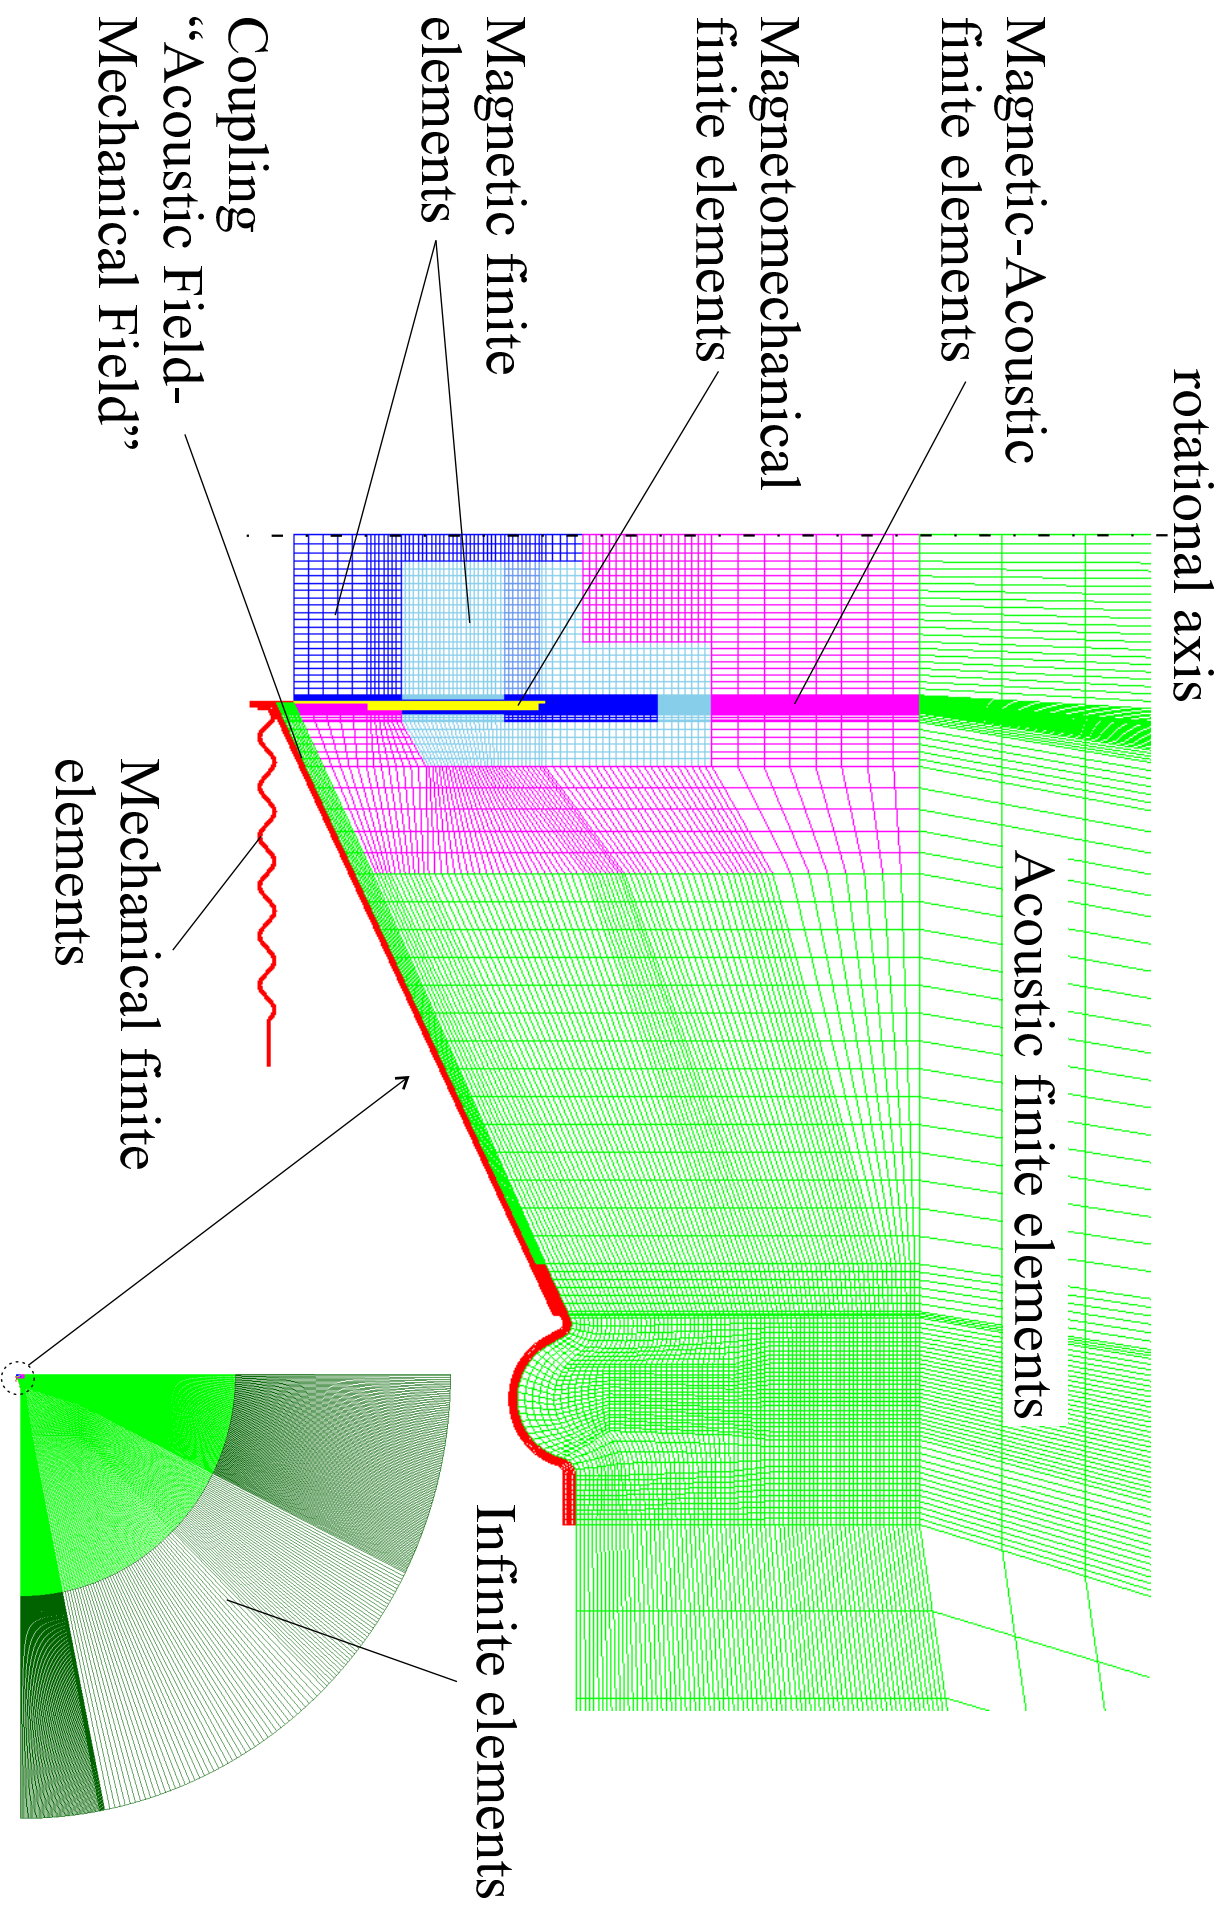 rotational axis
Magnetic-Acoustic
finite elements
Magnetomechanical
finite elements
Magnetic finite
elements
Coupling
“Acoustic Field-
Mechanical Field”
Acoustic finite elements
Mechanical finite
elements
Infinite elements